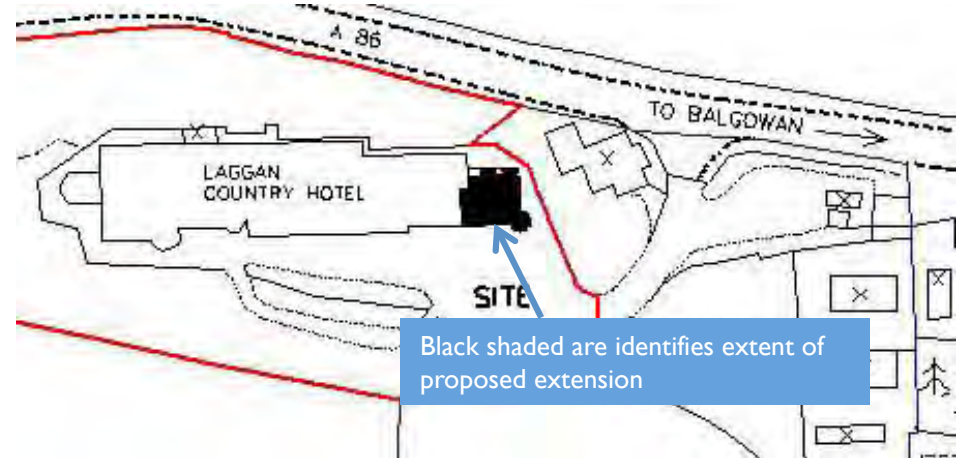 A 86
TO BALGOWAN
LAGGAN
COUNTRY HOTEL
SITE
Black shaded are identifies extent of
proposed extension